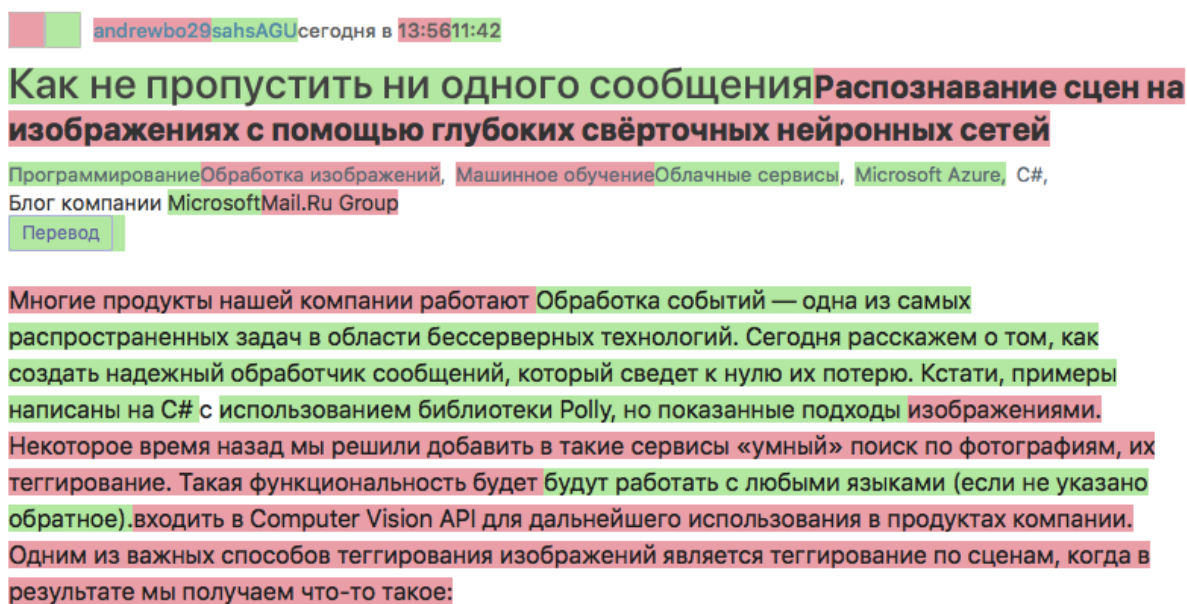 andrewbo29sahsAGUсегодня в 13:5611:42
Как не пропустить ни одного сообщенияРаспознавание сцен на
изображениях с помощью глубоких свёрточных нейронных сетей
ПрограммированиеОбработка изображений, Машинное обучениеОблачные сервисы, Microsoft Azure, C#,
Блог компании MicrosoftMail.Ru Group
Перевод
Многие продукты нашей компании работают Обработка событий — одна из самых
распространенных задач в области бессерверных технологий. Сегодня расскажем о том, как
создать надежный обработчик сообщений, который сведет к нулю их потерю. Кстати, примеры
написаны на C# с использованием библиотеки Polly, но показанные подходы изображениями.
Некоторое время назад мы решили добавить в такие сервисы «умный» поиск по фотографиям, их
теггирование. Такая функциональность будет будут работать с любыми языками (если не указано
обратное).входить в Computer Vision API для дальнейшего использования в продуктах компании.
Одним из важных способов теггирования изображений является теггирование по сценам, когда в
результате мы получаем что-то такое: